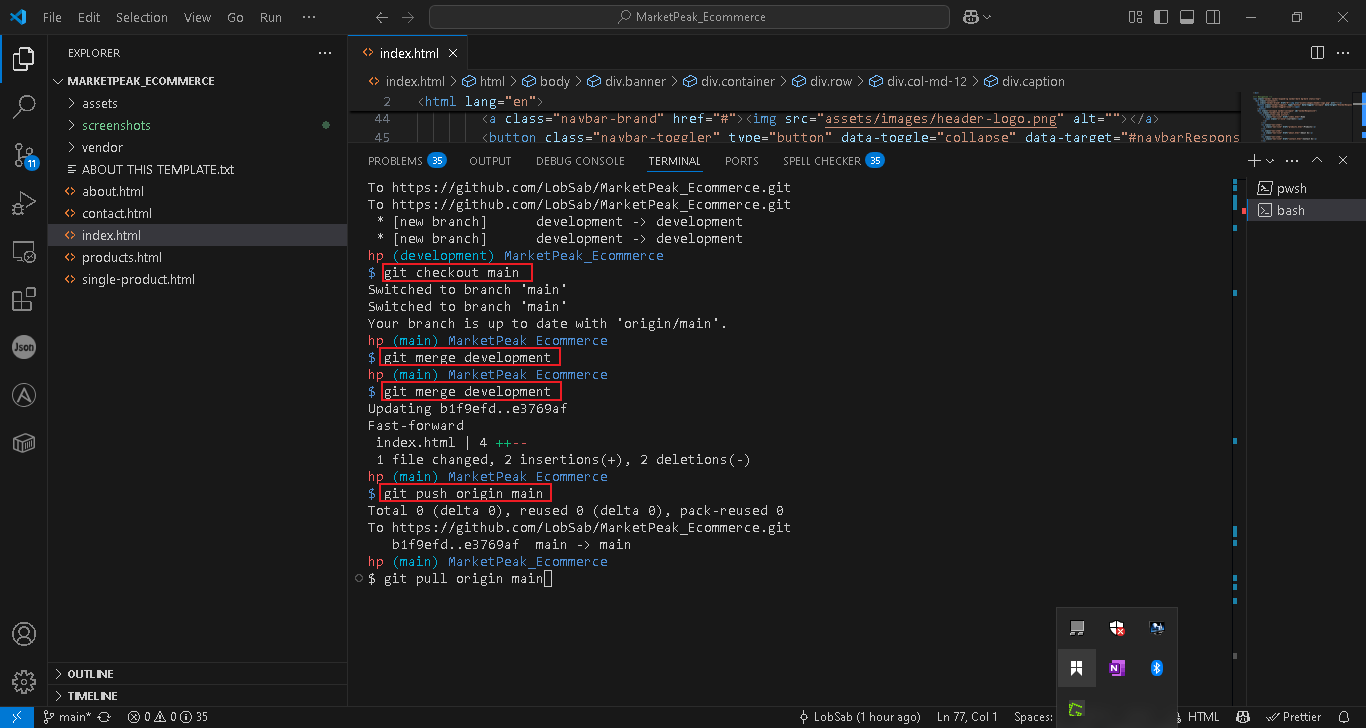 File Edit Selection View Go Run ··· MarketPeak_Ecommerce
EXPLORER ···
MARKETPEAK_ECOMMERCE
assets
screenshots
vendor
ABOUT THIS TEMPLATE.txt
about.html
contact.html
index.html
products.html
single-product.html
OUTLINE
TIMELINE
11
Json
index.html
index.html > html > body > div.banner > div.container > div.row > div.col-md-12 > div.caption
2 <html lang="en">
44 <a class="navbar-brand" href="#"><img src="assets/images/header-logo.png" alt=""></a>
45 <button class="navbar-toggler" type="button" data-toggle="collapse" data-target="#navbarRespons
PROBLEMS 35 OUTPUT DEBUG CONSOLE TERMINAL PORTS SPELL CHECKER 35
To https://github.com/LobSab/MarketPeak_Ecommerce.git
To https://github.com/LobSab/MarketPeak_Ecommerce.git
* [new branch] development -> development
* [new branch] development -> development
hp (development) MarketPeak_Ecommerce
$ git checkout main
Switched to branch 'main'
Switched to branch 'main'
Your branch is up to date with 'origin/main'.
hp (main) MarketPeak_Ecommerce
$ git merge development
hp (main) MarketPeak_Ecommerce
$ git merge development
Updating b1f9efd..e3769af
Fast-forward
index.html | 4 ++--
1 file changed, 2 insertions(+), 2 deletions(-)
hp (main) MarketPeak_Ecommerce
$ git push origin main
Total 0 (delta 0), reused 0 (delta 0), pack-reused 0
To https://github.com/LobSab/MarketPeak_Ecommerce.git
b1f9efd..e3769af main -> main
hp (main) MarketPeak_Ecommerce
$ git pull origin main
pwsh
bash
N
main* 0 0 35 LobSab (1 hour ago) Ln 77, Col 1 Spaces: HTML Prettier